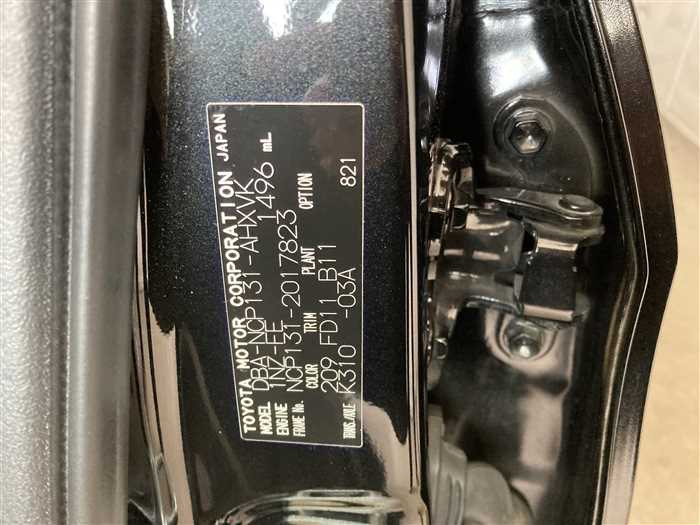 TOYOTA MOTOR CORPORATION JAPAN
MODEL DBA-NCP131-AHXVK
ENGINE 1NZ-FE 1496 mL
FRAME No. NCP131-2017823
COLOR TRIM PLANT OPTION
209 FD11 B11
TRNS./AXLE K310 -03A 821